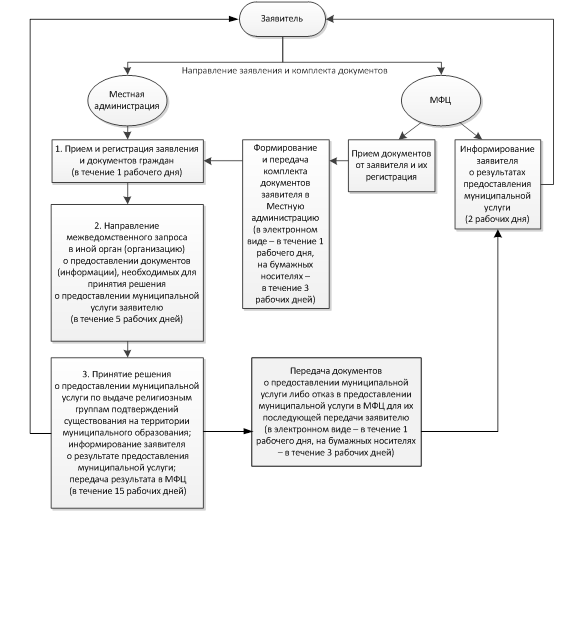 Заявитель
Направление заявления и комплекта документов
Местная
администрация
МФЦ
1. Прием и регистрация заявления
и документов граждан
(в течение 1 рабочего дня)
Формирование
и передача
комплекта
документов
заявителя в
Местную
администрацию
(в электронном
виде – в течение 1
рабочего дня,
на бумажных
носителях –
в течение 3
рабочих дней)
Прием документов
от заявителя и их
регистрация
Информирование
заявителя
о результатах
предоставления
муниципальной
услуги
(2 рабочих дня)
2. Направление
межведомственного запроса
в иной орган (организацию)
о предоставлении документов
(информации), необходимых для
принятия решения
о предоставлении муниципальной
услуги заявителю
(в течение 5 рабочих дней)
3. Принятие решения
о предоставлении муниципальной
услуги по выдаче религиозным
группам подтверждений
существования на территории
муниципального образования;
информирование заявителя
о результате предоставления
муниципальной услуги;
передача результата в МФЦ
(в течение 15 рабочих дней)
Передача документов
о предоставлении муниципальной
услуги либо отказ в предоставлении
муниципальной услуги в МФЦ для их
последующей передачи заявителю
(в электронном виде – в течение 1
рабочего дня, на бумажных носителях
– в течение 3 рабочих дней)